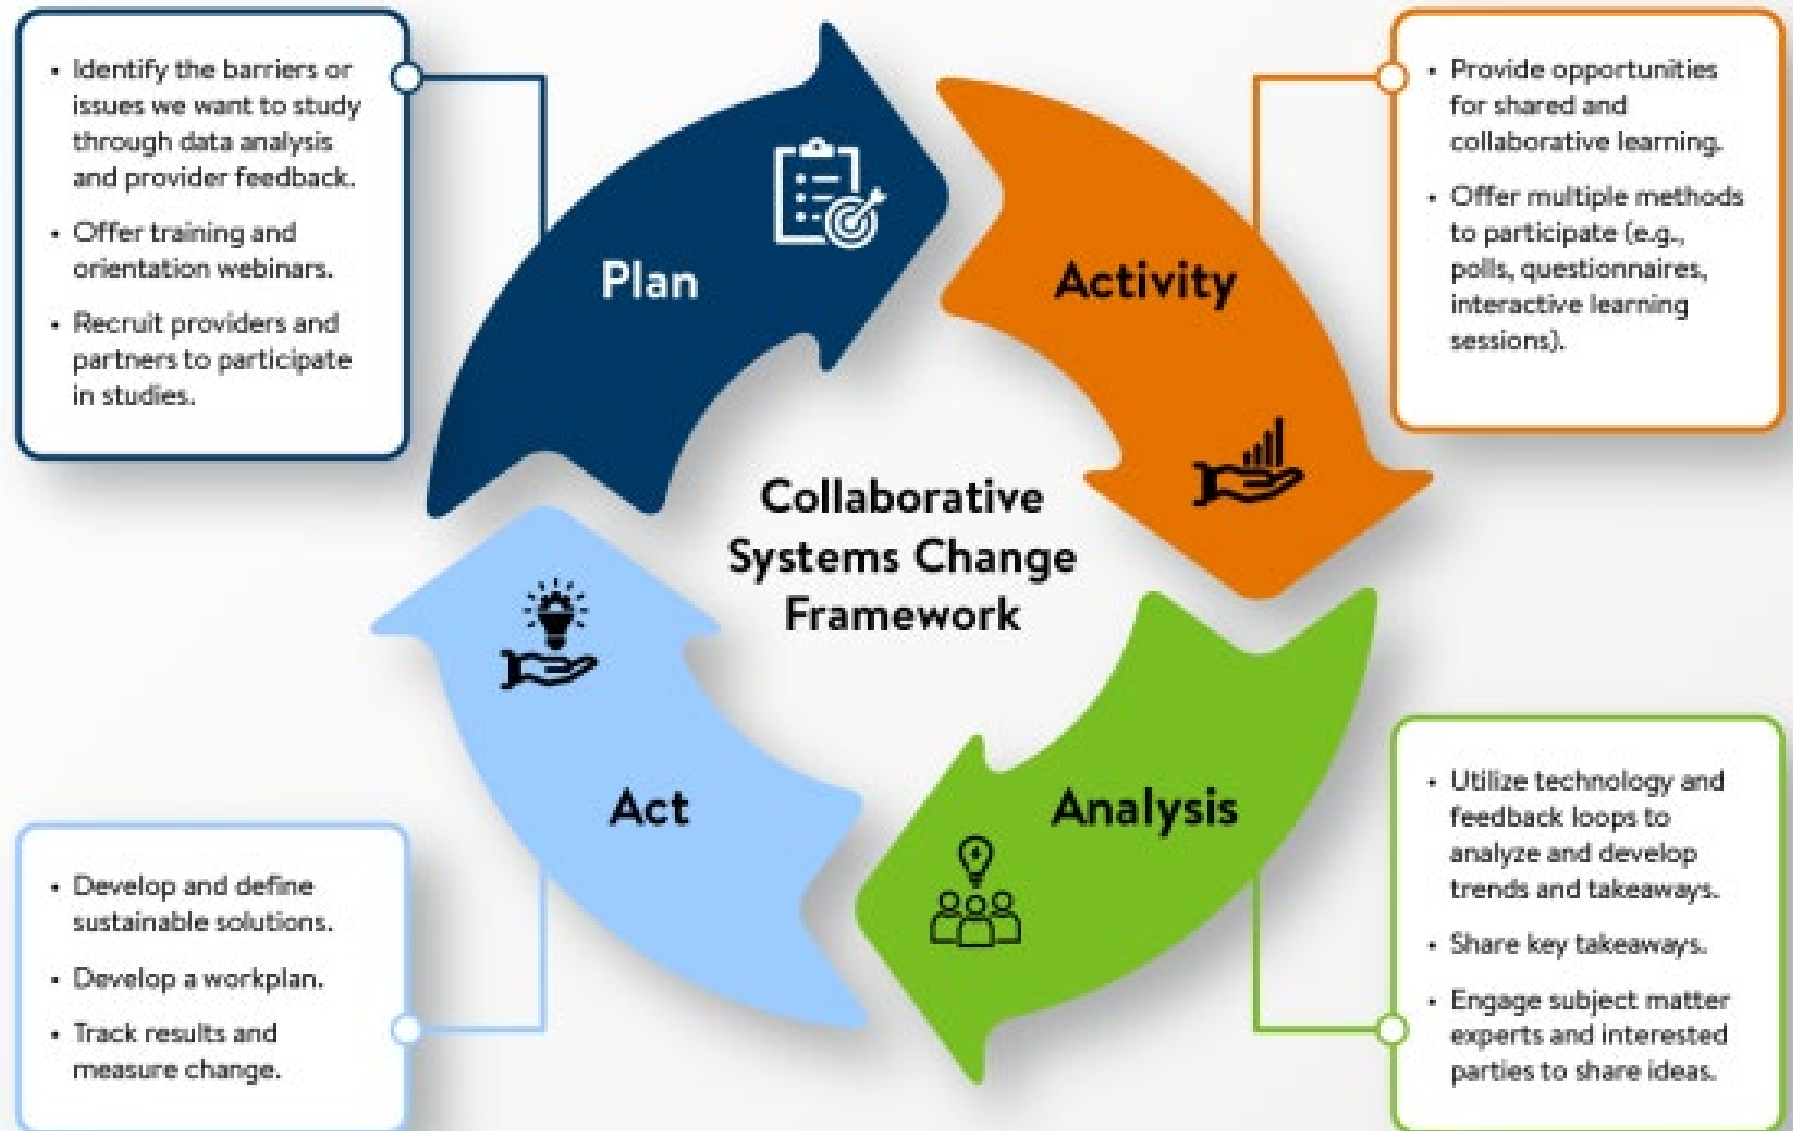 • Identify the barriers or
issues we want to study
through data analysis
and provider feedback.
• Offer training and
orientation webinars.
• Recruit providers and
partners to participate
in studies.
Plan
Activity
• Provide opportunities
for shared and
collaborative learning.
• Offer multiple methods
to participate (e.g.,
polls, questionnaires,
interactive learning
sessions).
Collaborative
Systems Change
Framework
Act
Analysis
• Develop and define
sustainable solutions.
• Develop a workplan.
• Track results and
measure change.
• Utilize technology and
feedback loops to
analyze and develop
trends and takeaways.
• Share key takeaways.
• Engage subject matter
experts and interested
parties to share ideas.